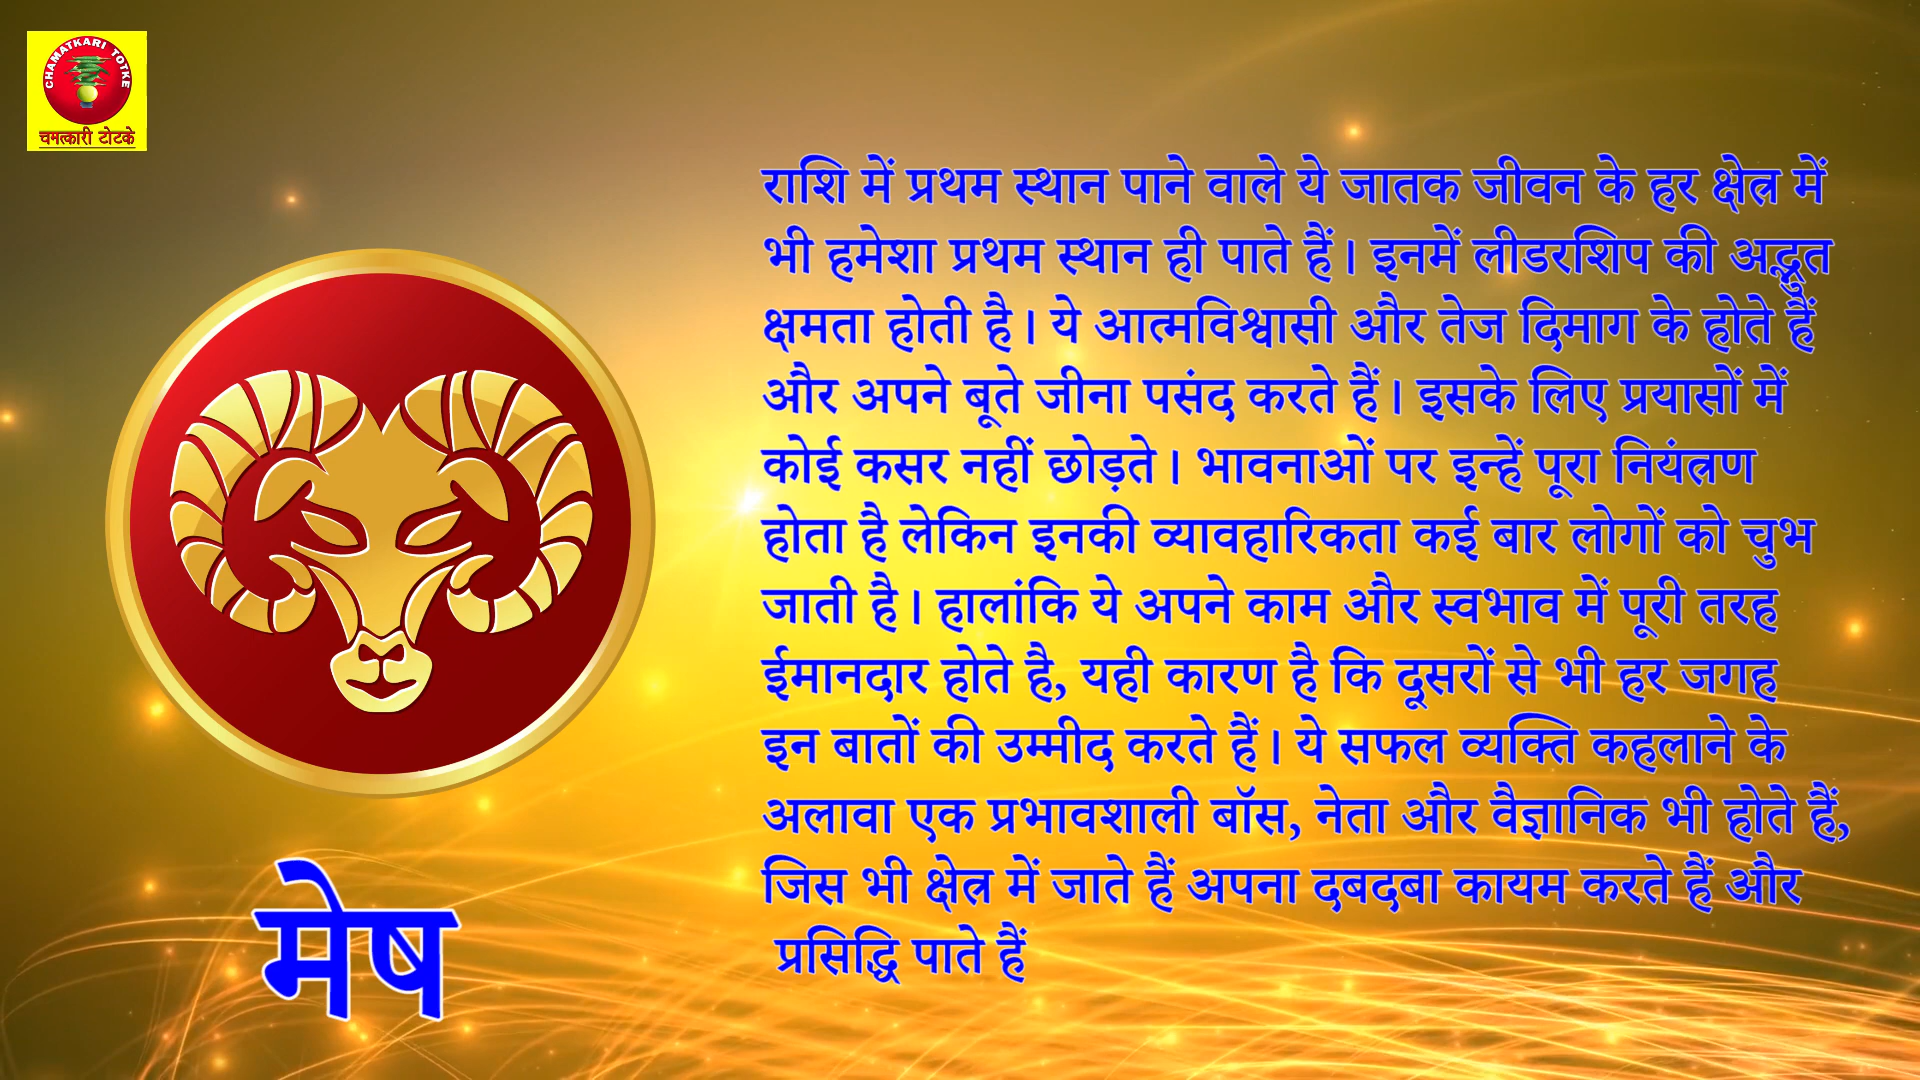 CHAMATKARI TOTKE
चमत्कारी टोटके
राशि में प्रथम स्थान पाने वाले ये जातक जीवन के हर क्षेत्र में
भी हमेशा प्रथम स्थान ही पाते हैं। इनमें लीडरशिप की अद्भुत
क्षमता होती है। ये आत्मविश्वासी और तेज दिमाग के होते हैं
और अपने बूते जीना पसंद करते हैं। इसके लिए प्रयासों में
कोई कसर नहीं छोड़ते। भावनाओं पर इन्हें पूरा नियंत्रण
होता है लेकिन इनकी व्यावहारिकता कई बार लोगों को चुभ
जाती है। हालांकि ये अपने काम और स्वभाव में पूरी तरह
ईमानदार होते है, यही कारण है कि दूसरों से भी हर जगह
इन बातों की उम्मीद करते हैं। ये सफल व्यक्ति कहलाने के
अलावा एक प्रभावशाली बॉस, नेता और वैज्ञानिक भी होते हैं,
जिस भी क्षेत्र में जाते हैं अपना दबदबा कायम करते हैं और
प्रसिद्धि पाते हैं
मेष